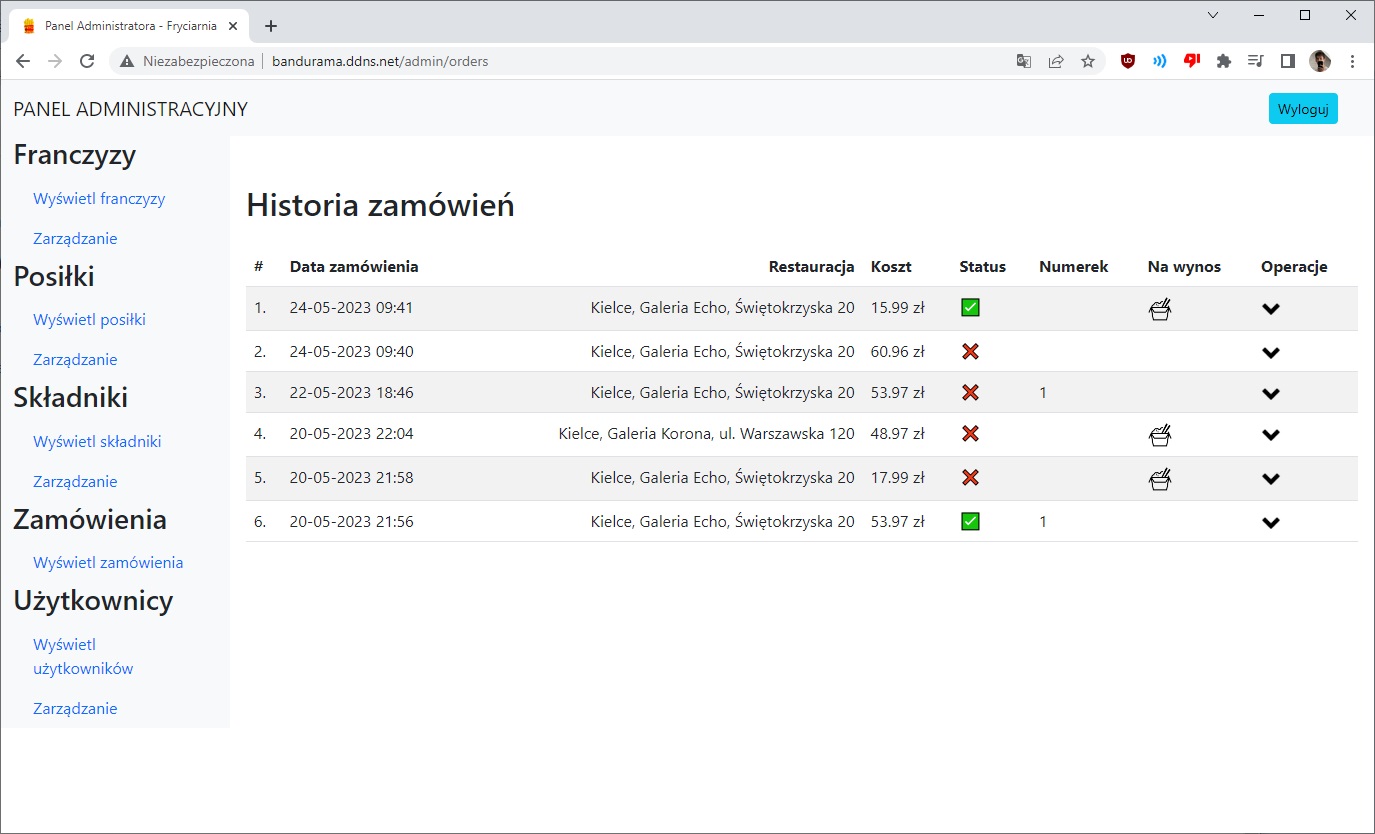 Panel Administratora - Fryciarnia
Niezabezpieczona bandurama.ddns.net/admin/orders
PANEL ADMINISTRACYJNY
Wyloguj
Franczyzy
Wyświetl franczyzy
Zarządzanie
Posiłki
Wyświetl posiłki
Zarządzanie
Składniki
Wyświetl składniki
Zarządzanie
Zamówienia
Wyświetl zamówienia
Użytkownicy
Wyświetl
użytkowników
Zarządzanie
Historia zamówień
# Data zamówienia Restauracja Koszt Status Numerek Na wynos Operacje
1. 24-05-2023 09:41 Kielce, Galeria Echo, Świętokrzyska 20 15.99 zł
2. 24-05-2023 09:40 Kielce, Galeria Echo, Świętokrzyska 20 60.96 zł
3. 22-05-2023 18:46 Kielce, Galeria Echo, Świętokrzyska 20 53.97 zł 1
4. 20-05-2023 22:04 Kielce, Galeria Korona, ul. Warszawska 120 48.97 zł
5. 20-05-2023 21:58 Kielce, Galeria Echo, Świętokrzyska 20 17.99 zł
6. 20-05-2023 21:56 Kielce, Galeria Echo, Świętokrzyska 20 53.97 zł 1